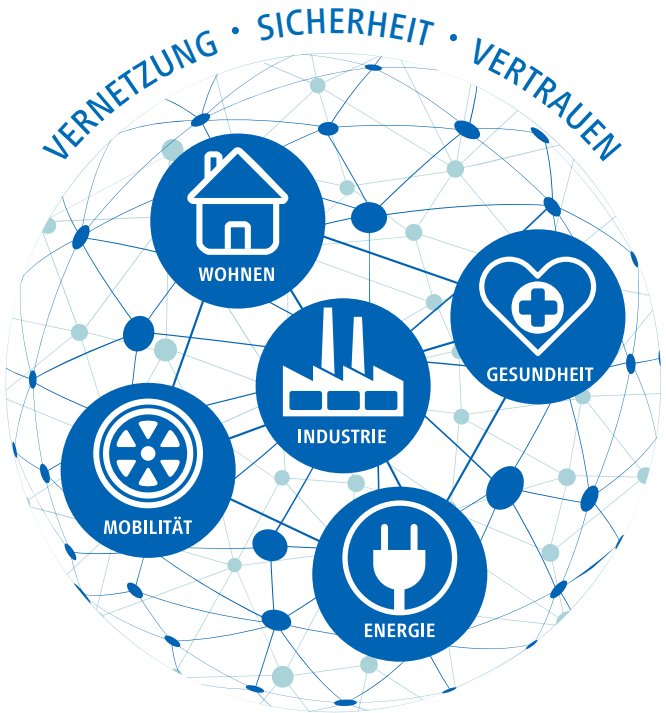 VERNETZUNG · SICHERHEIT · VERTRAUEN
WOHNEN
GESUNDHEIT
INDUSTRIE
MOBILITÄT
ENERGIE